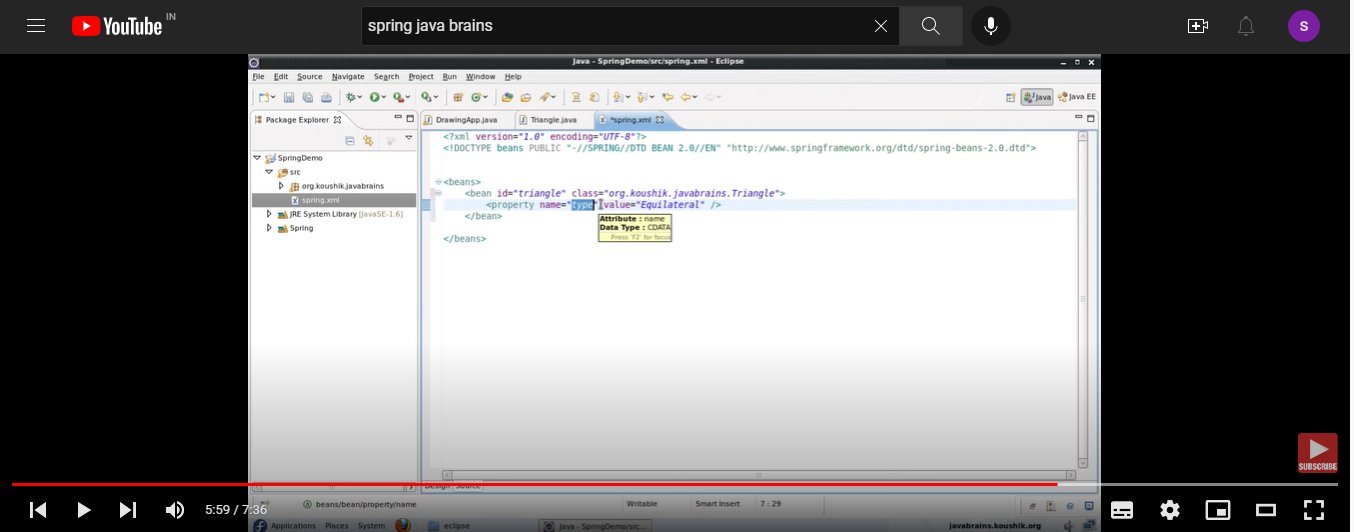 YouTube IN
spring java brains
S
Java - SpringDemo/src/spring.xml - Eclipse
File Edit Source Navigate Search Project Run Window Help
Java Java EE
Package Explorer
DrawingApp.java Triangle.java *spring.xml
SpringDemo
src
org.koushik.javabrains
spring.xml
JRE System Library [JavaSE-1.6]
Spring
<?xml version="1.0" encoding="UTF-8"?>
<!DOCTYPE beans PUBLIC "-//SPRING//DTD BEAN 2.0//EN" "http://www.springframework.org/dtd/spring-beans-2.0.dtd">
<beans>
<bean id="triangle" class="org.koushik.javabrains.Triangle">
<property name="type" value="Equilateral" />
</bean>
</beans>
Attribute : name
Data Type : CDATA
Press 'F2' for focus
SUBSCRIBE
Design Source
beans/bean/property/name Writable Smart Insert 7 : 29
5:59 / 7:36
Applications Places System eclipse Java - SpringDemo/src... javabrains.koushik.org